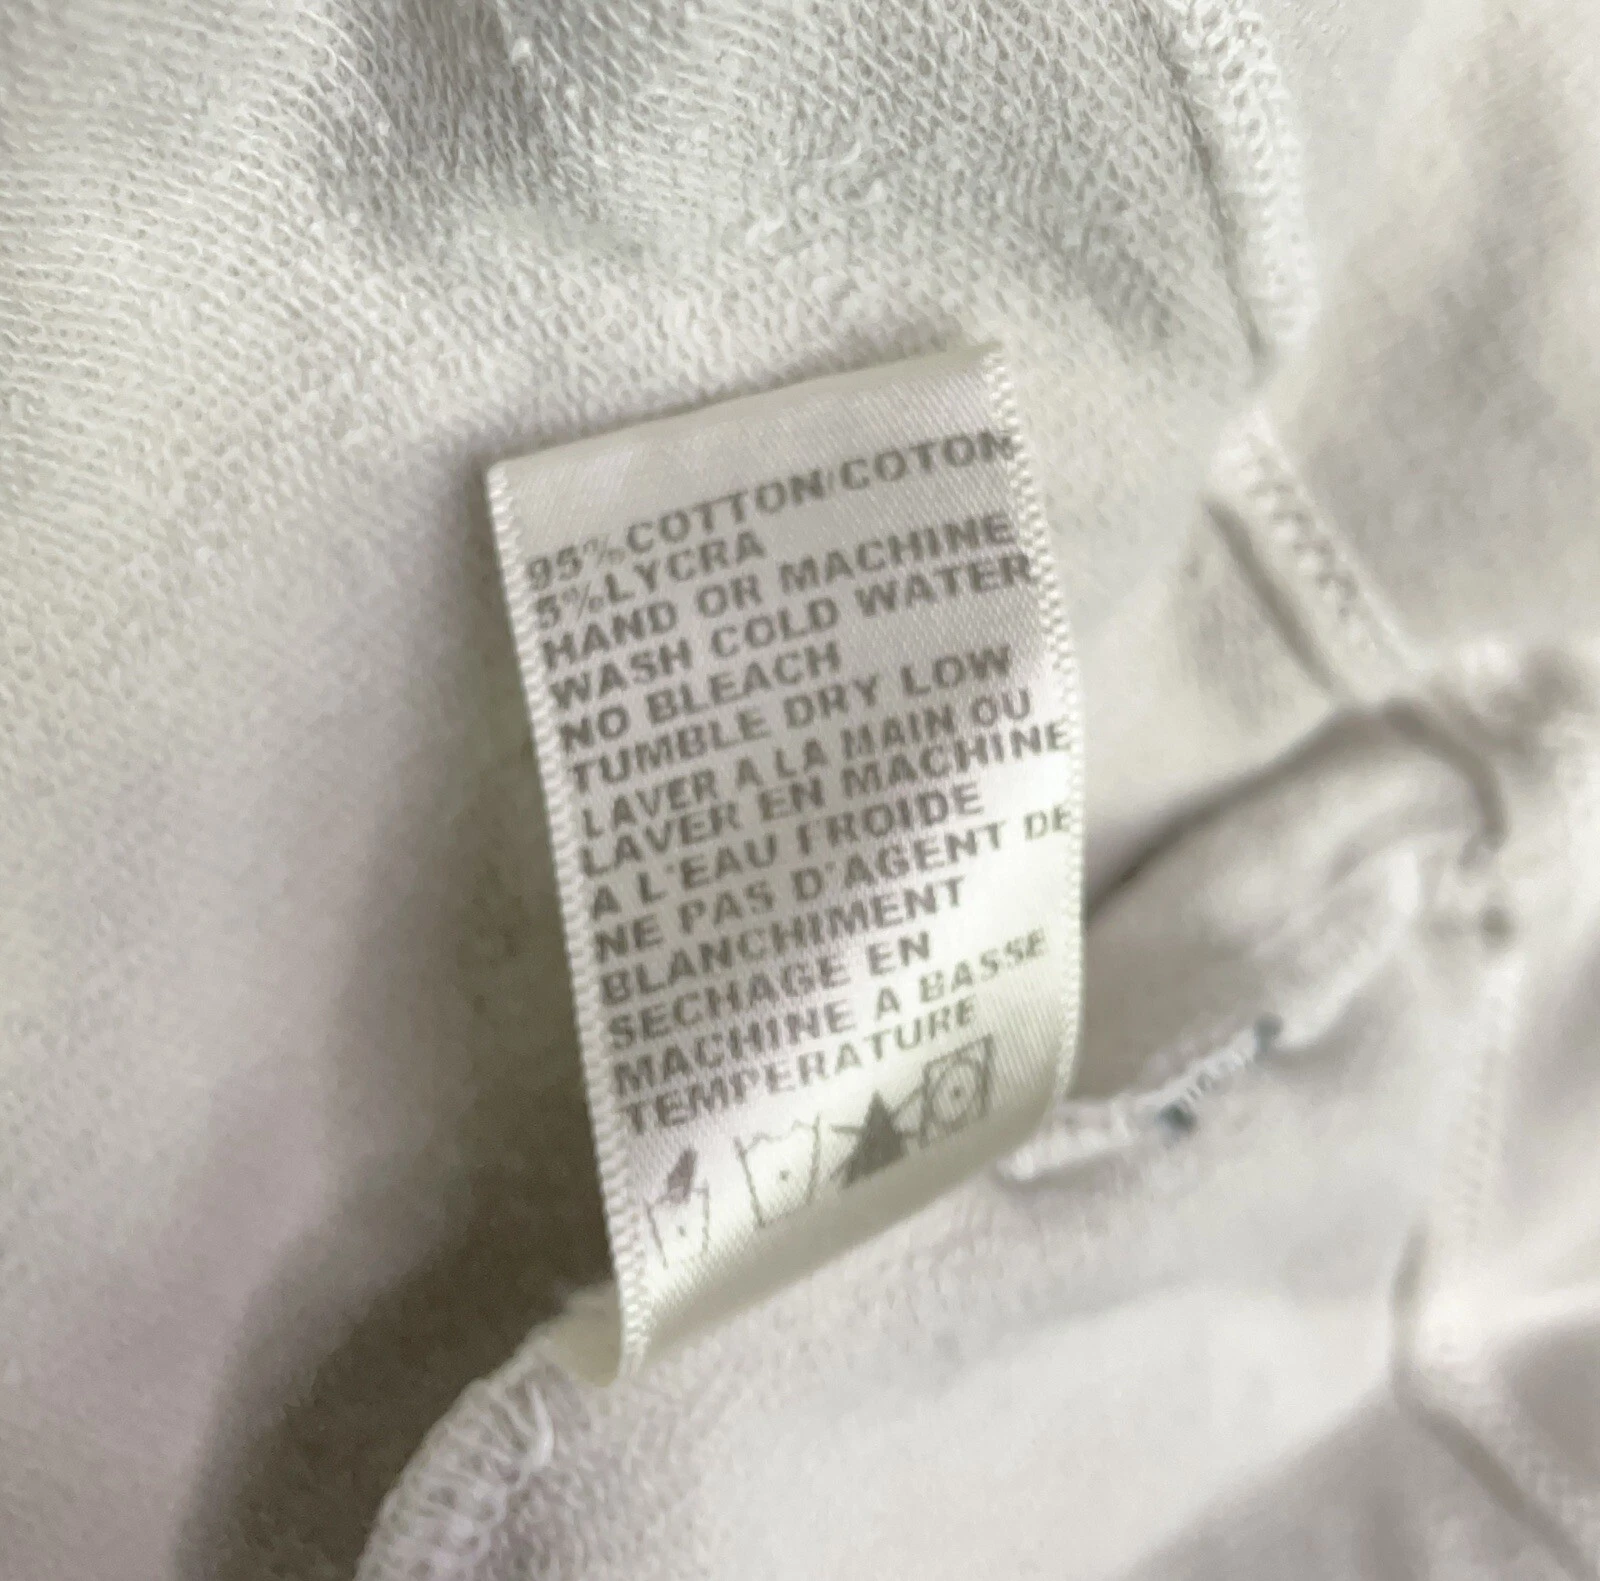 95%COTTON/COTON
5%LYCRA
HAND OR MACHINE
WASH COLD WATER
NO BLEACH
TUMBLE DRY LOW
LAVER A LA MAIN OU
LAVER EN MACHINE
A L'EAU FROIDE
NE PAS D'AGENT DE
BLANCHIMENT
SECHAGE EN
MACHINE A BASSE
TEMPERATURE